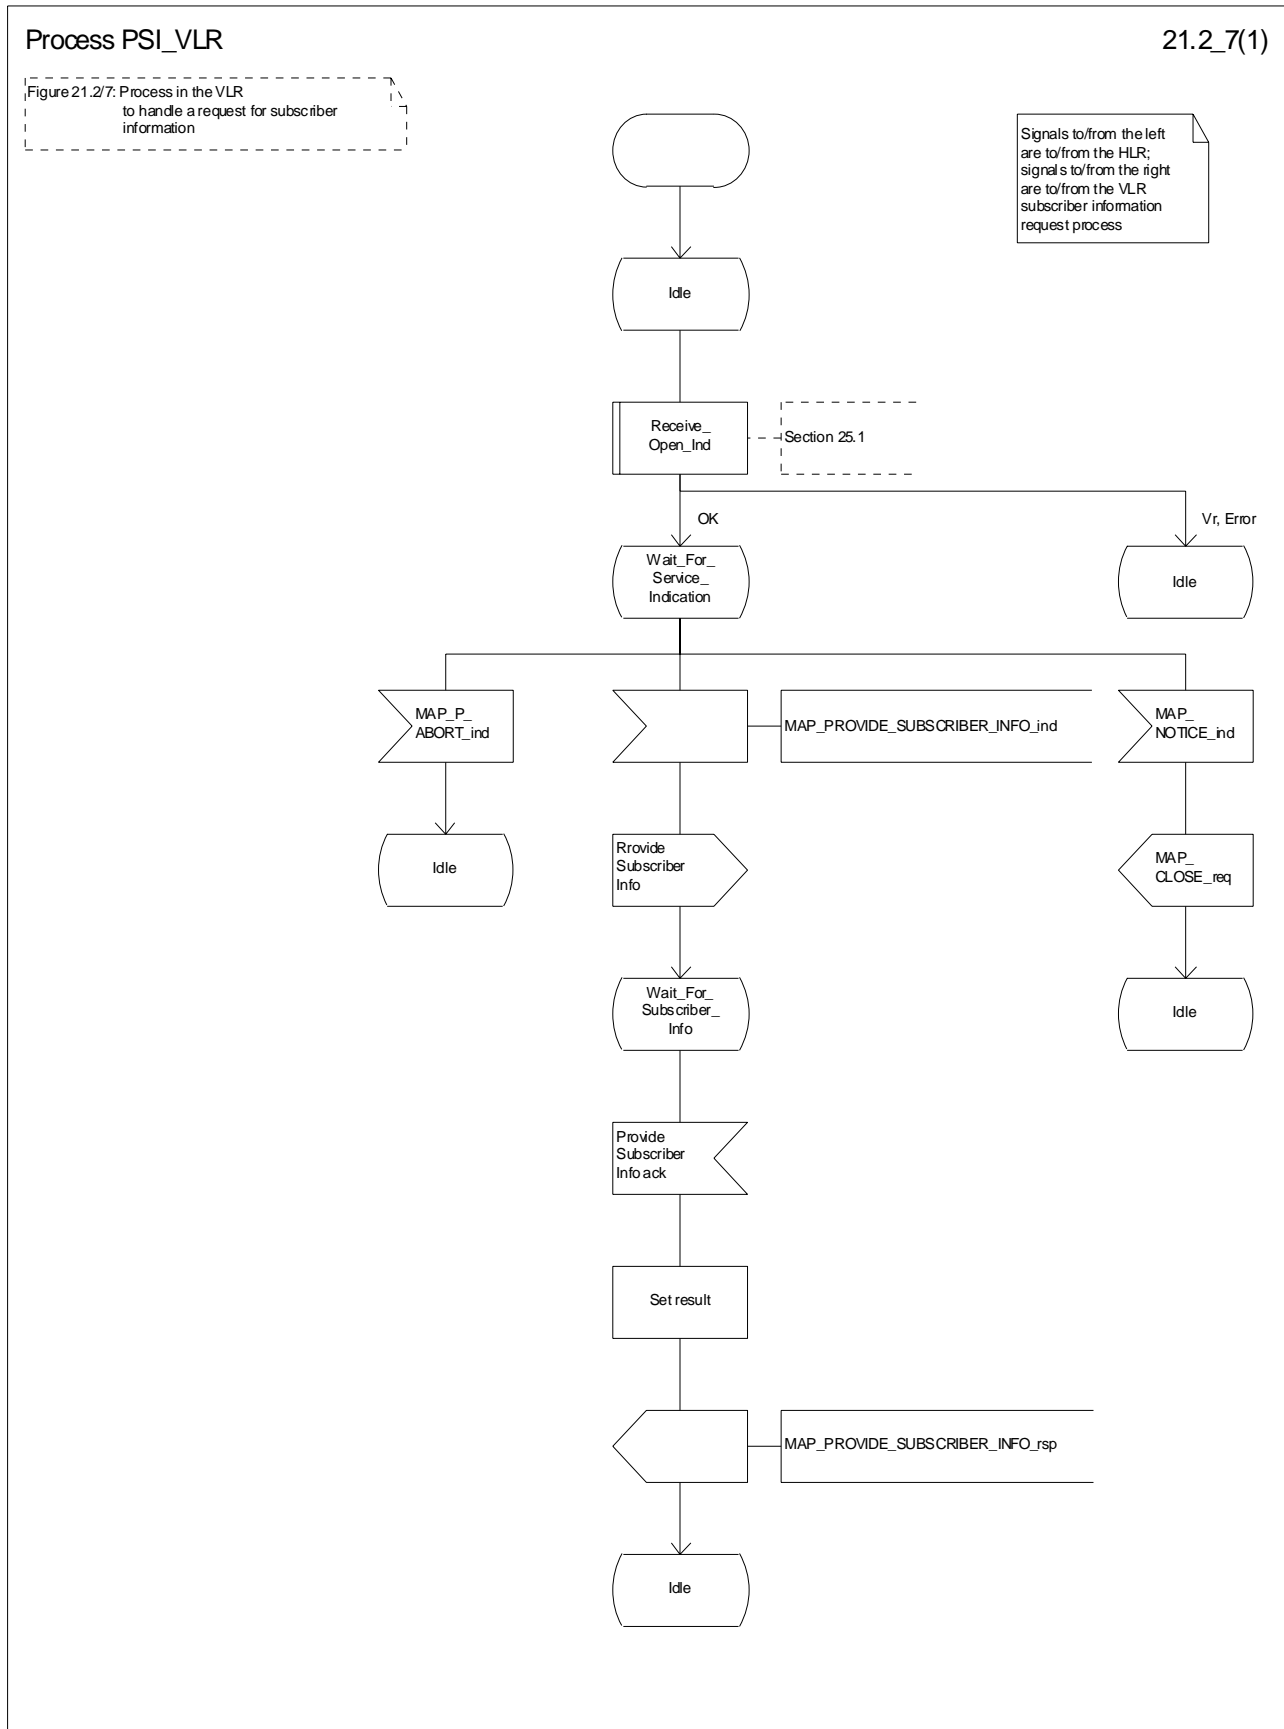 Process PSI_VLR
21.2_7(1)
Figure 21.2/7: Process in the VLR
to handle a request for subscriber
information
Signals to/from the left
are to/from the HLR;
signals to/from the right
are to/from the VLR
subscriber information
request process
Idle
Receive_
Open_Ind
Section 25.1
OK
Vr, Error
Wait_For_
Service_
Indication
Idle
MAP_P_
ABORT_ind
MAP_PROVIDE_SUBSCRIBER_INFO_ind
MAP_
NOTICE_ind
Idle
Rrovide
Subscriber
Info
MAP_
CLOSE_req
Wait_For_
Subscriber_
Info
Idle
Provide
Subscriber
Info ack
Set result
MAP_PROVIDE_SUBSCRIBER_INFO_rsp
Idle